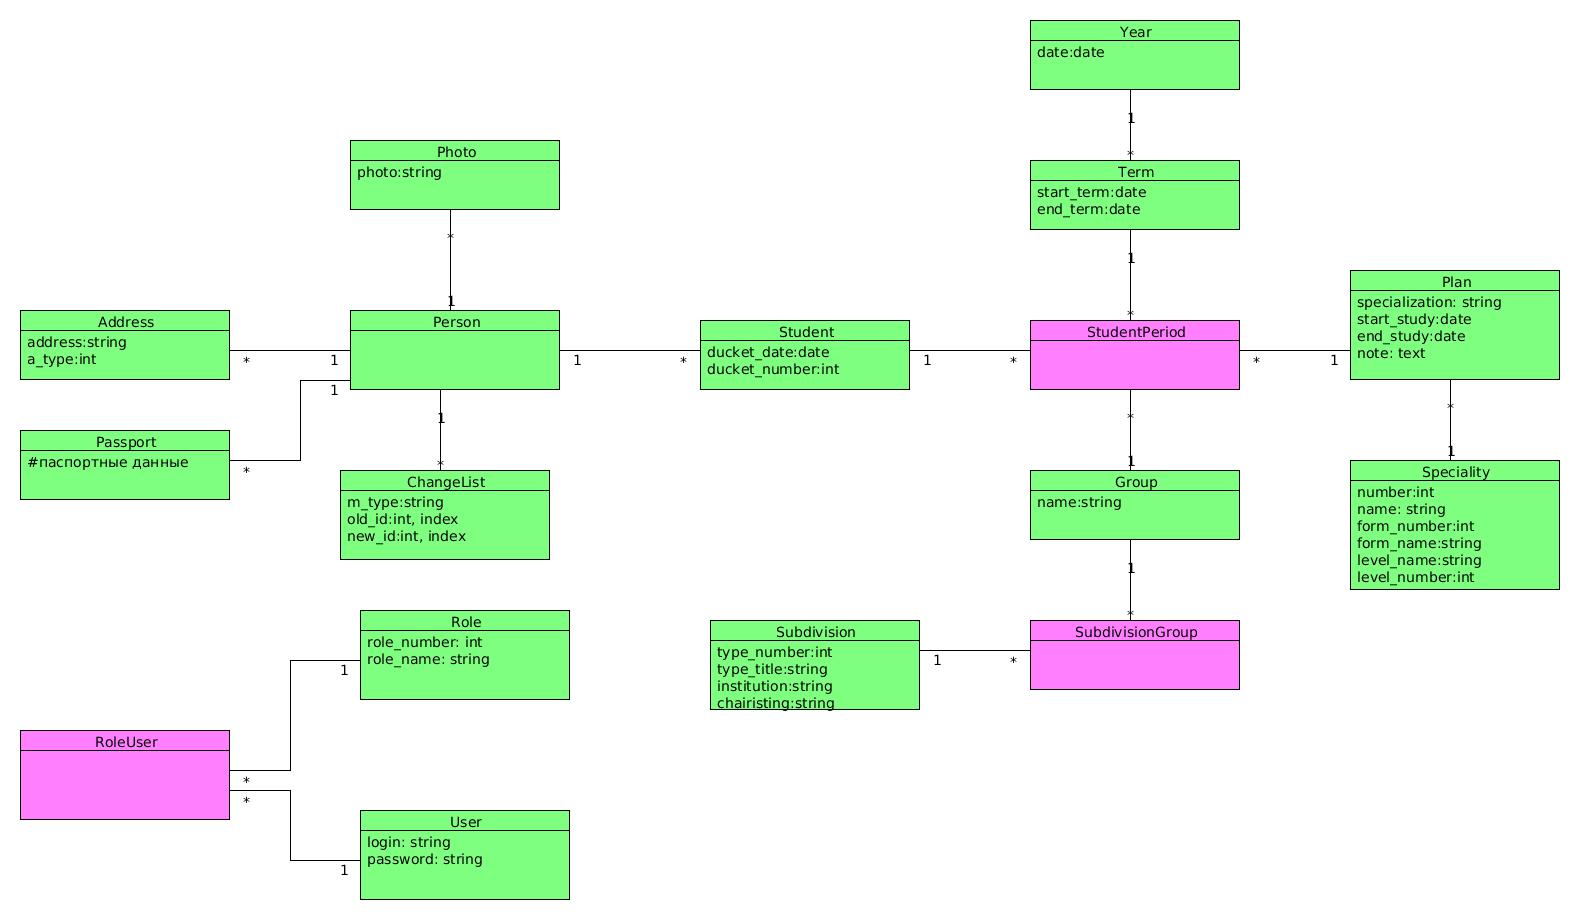 Year
date:date
1
*
Term
start_term:date
end_term:date
1
*
Photo
photo:string
*
1
Address
address:string
a_type:int
*
1
Person
1
*
Student
ducket_date:date
ducket_number:int
1
*
StudentPeriod
*
1
Plan
specialization: string
start_study:date
end_study:date
note: text
*
1
Passport
#паспортные данные
*
1
1
*
ChangeList
m_type:string
old_id:int, index
new_id:int, index
*
1
Group
name:string
1
*
Speciality
number:int
name: string
form_number:int
form_name:string
level_name:string
level_number:int
Subdivision
type_number:int
type_title:string
institution:string
chairisting:string
1
*
SubdivisionGroup
Role
role_number: int
role_name: string
1
RoleUser
*
*
User
login: string
password: string
1